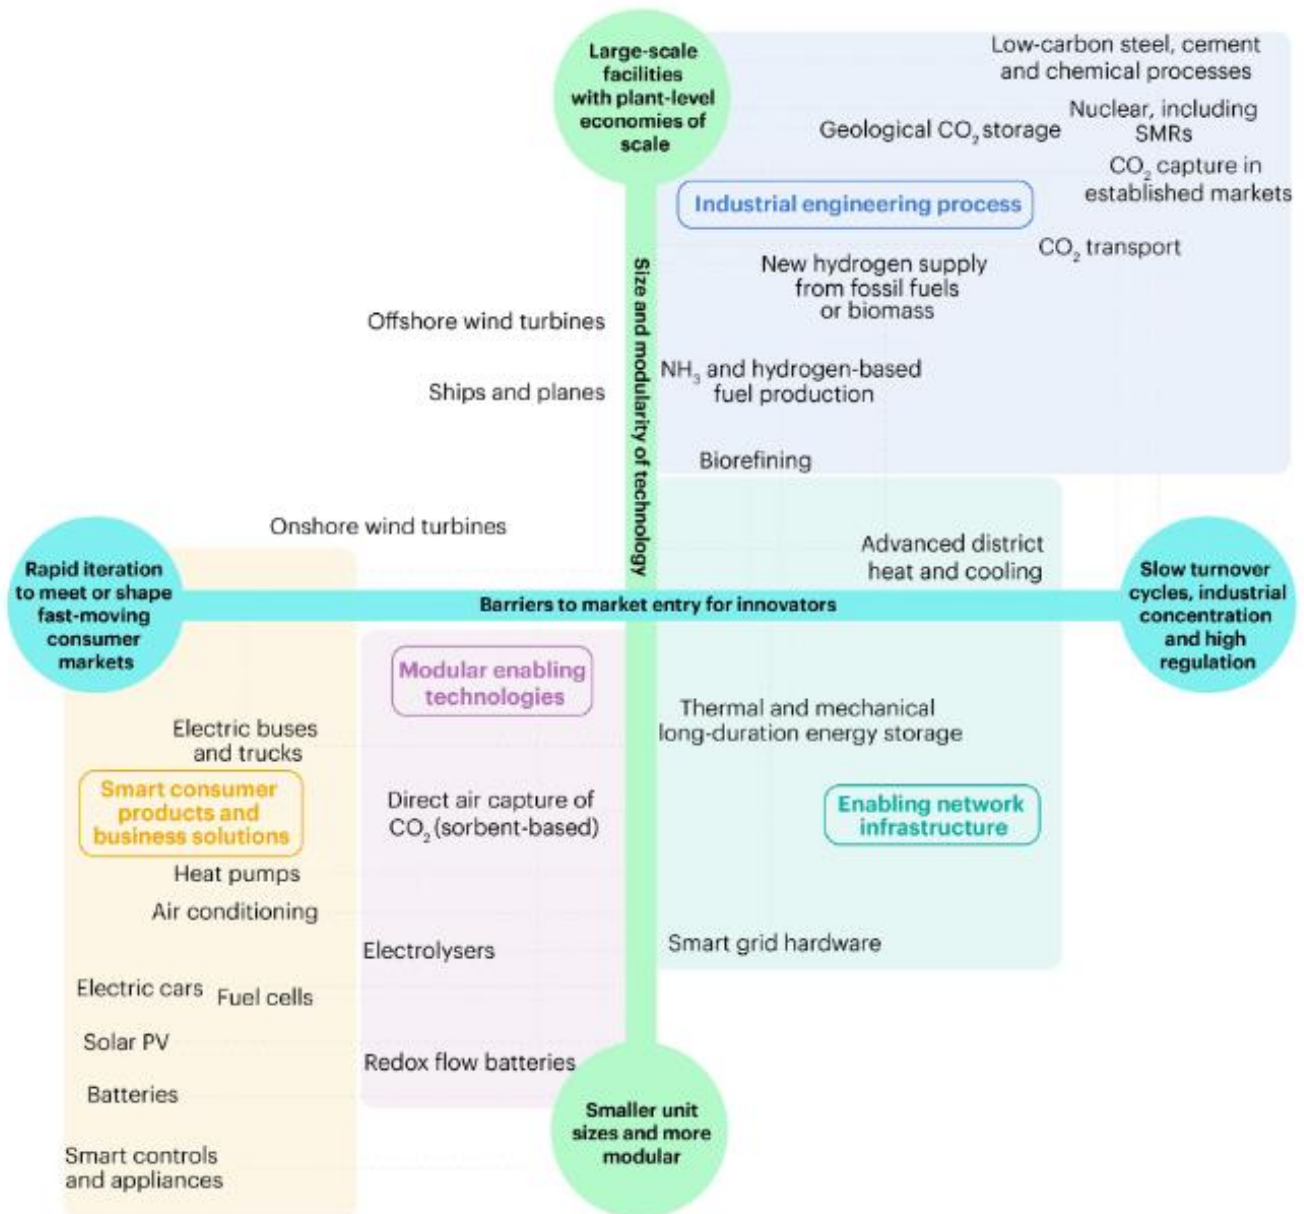 Large-scale
facilities
with plant-level
economies of
scale
Low-carbon steel, cement
and chemical processes
Nuclear, including
SMRs
Geological CO₂ storage
CO₂ capture in
established markets
Industrial engineering process
CO₂ transport
New hydrogen supply
from fossil fuels
or biomass
Size and modularity of technology
Offshore wind turbines
NH₃ and hydrogen-based
fuel production
Ships and planes
Biorefining
Onshore wind turbines
Advanced district
heat and cooling
Rapid iteration
to meet or shape
fast-moving
consumer
markets
Barriers to market entry for innovators
Slow turnover
cycles, industrial
concentration
and high
regulation
Modular enabling
technologies
Electric buses
and trucks
Thermal and mechanical
long-duration energy storage
Smart consumer
products and
business solutions
Direct air capture of
CO₂ (sorbent-based)
Enabling network
infrastructure
Heat pumps
Air conditioning
Electrolysers
Smart grid hardware
Electric cars
Fuel cells
Solar PV
Redox flow batteries
Batteries
Smaller unit
sizes and more
modular
Smart controls
and appliances